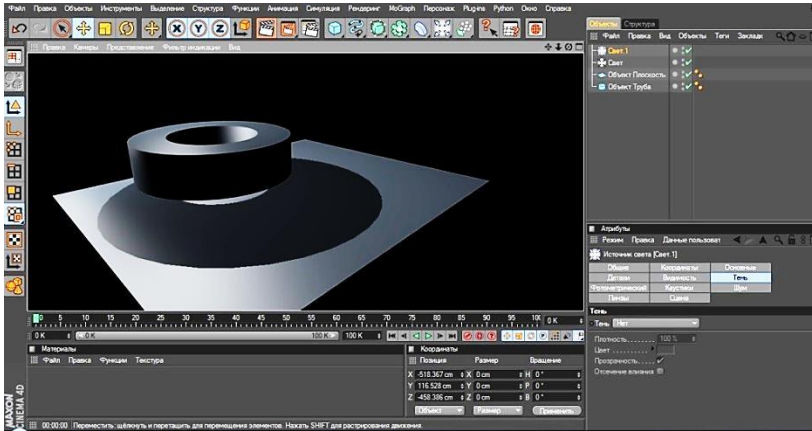 Файл Правка Объекты Инструменты Выделение Структура Функции Анимация Симуляция Рендеринг MoGraph Персонаж Plug-ins Python Окно Справка
Объекты Структура
Файл Правка Вид Объекты Теги Закладк
Правка Камеры Представление Фильтр индикации Вид
Свет.1
Свет
Объект Плоскость
Объект Труба
Атрибуты
Режим Правка Данные пользоват
Источник света [Свет.1]
Общие Координаты Основные
Детали Видимость Тень
Фотометрический Каустики Шум
Линзы Сцена
Тень
Тень Нет
Плотность 100 %
Цвет
Прозрачность
Отсечение влияния
0 5 10 15 20 25 30 35 40 45 50 55 60 65 70 75 80 85 90 95 10 0 K
0 K 0 K 100 K 100 K
Материалы
Файл Правка Функции Текстура
Координаты
Позиция Размер Вращение
X -518.367 cm X 0 cm H 0 °
Y 116.528 cm Y 0 cm P 0 °
Z -458.386 cm Z 0 cm B 0 °
Объект Размер Применить
MAXON
CINEMA 4D
00:00:00 Переместить: щёлкнуть и перетащить для перемещения элементов. Нажать SHIFT для растрирования движения.